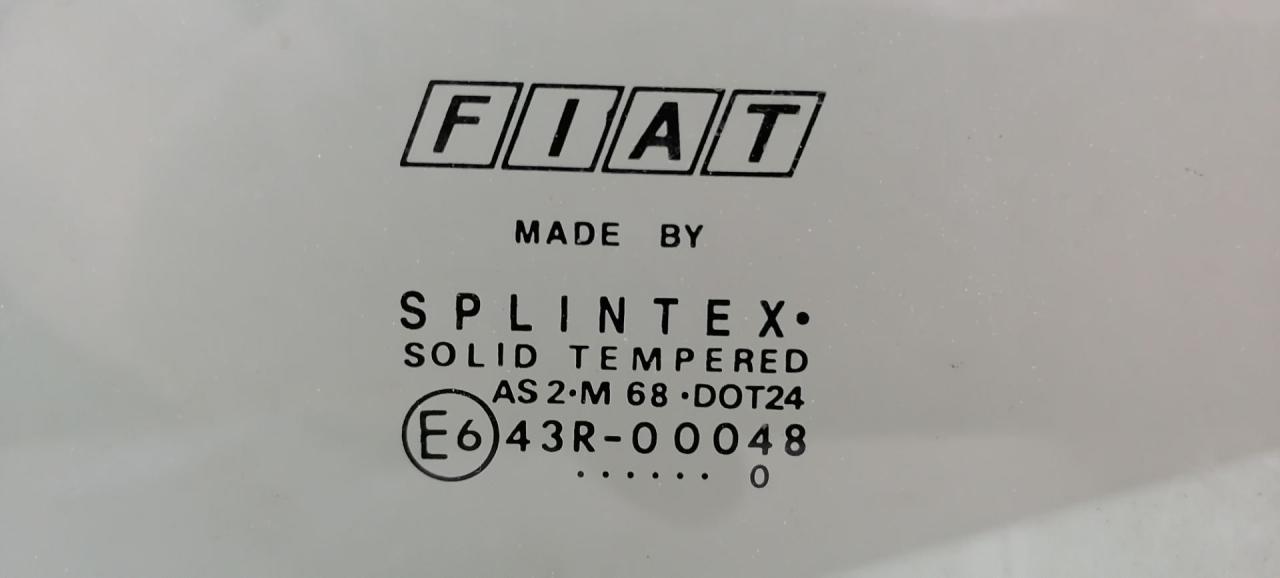 FIAT
MADE BY
SPLINTEX•
SOLID TEMPERED
AS2•M 68 •DOT24
E6 43R-00048
...... 0